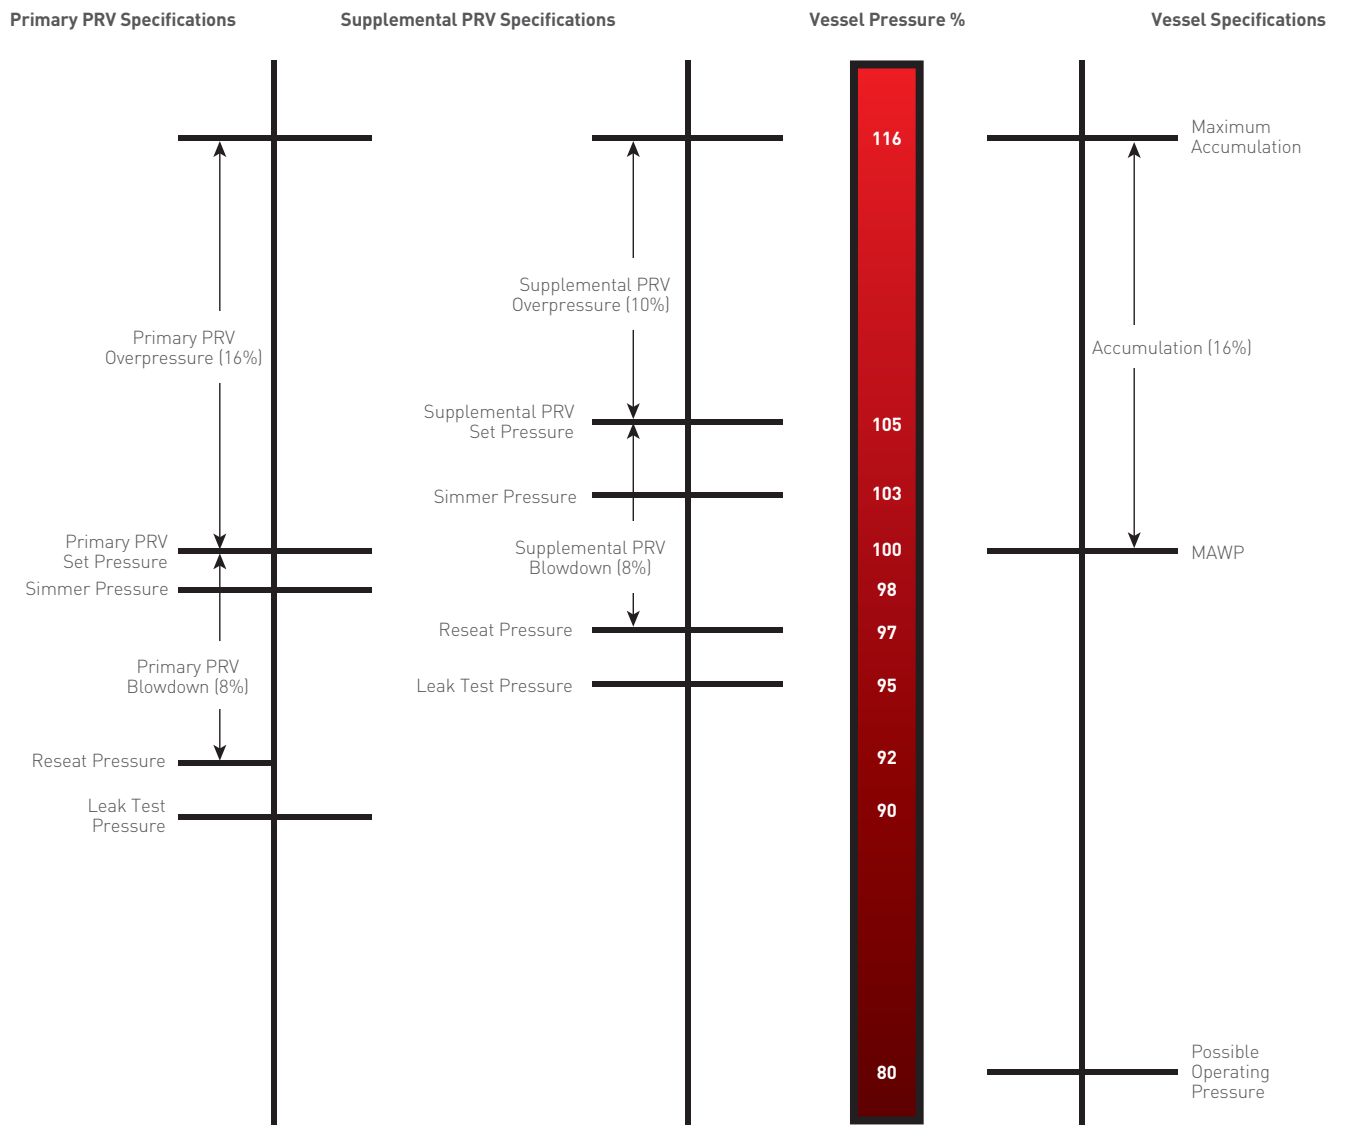 Primary PRV Specifications
Supplemental PRV Specifications
Vessel Pressure %
Vessel Specifications
Primary PRV
Overpressure (16%)
Primary PRV
Set Pressure
Simmer Pressure
Primary PRV
Blowdown (8%)
Reseat Pressure
Leak Test
Pressure
Supplemental PRV
Overpressure (10%)
Supplemental PRV
Set Pressure
Simmer Pressure
Supplemental PRV
Blowdown (8%)
Reseat Pressure
Leak Test Pressure
116
105
103
100
98
97
95
92
90
80
Maximum
Accumulation
Accumulation (16%)
MAWP
Possible
Operating
Pressure